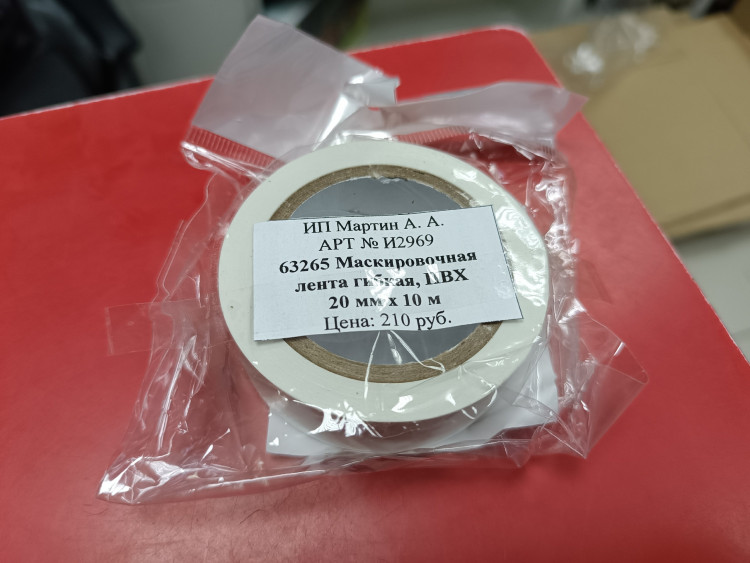 ИП Мартин А. А.
АРТ № И2969
63265 Маскировочная
лента гибкая, ПВХ
20 мм х 10 м
Цена: 210 руб.